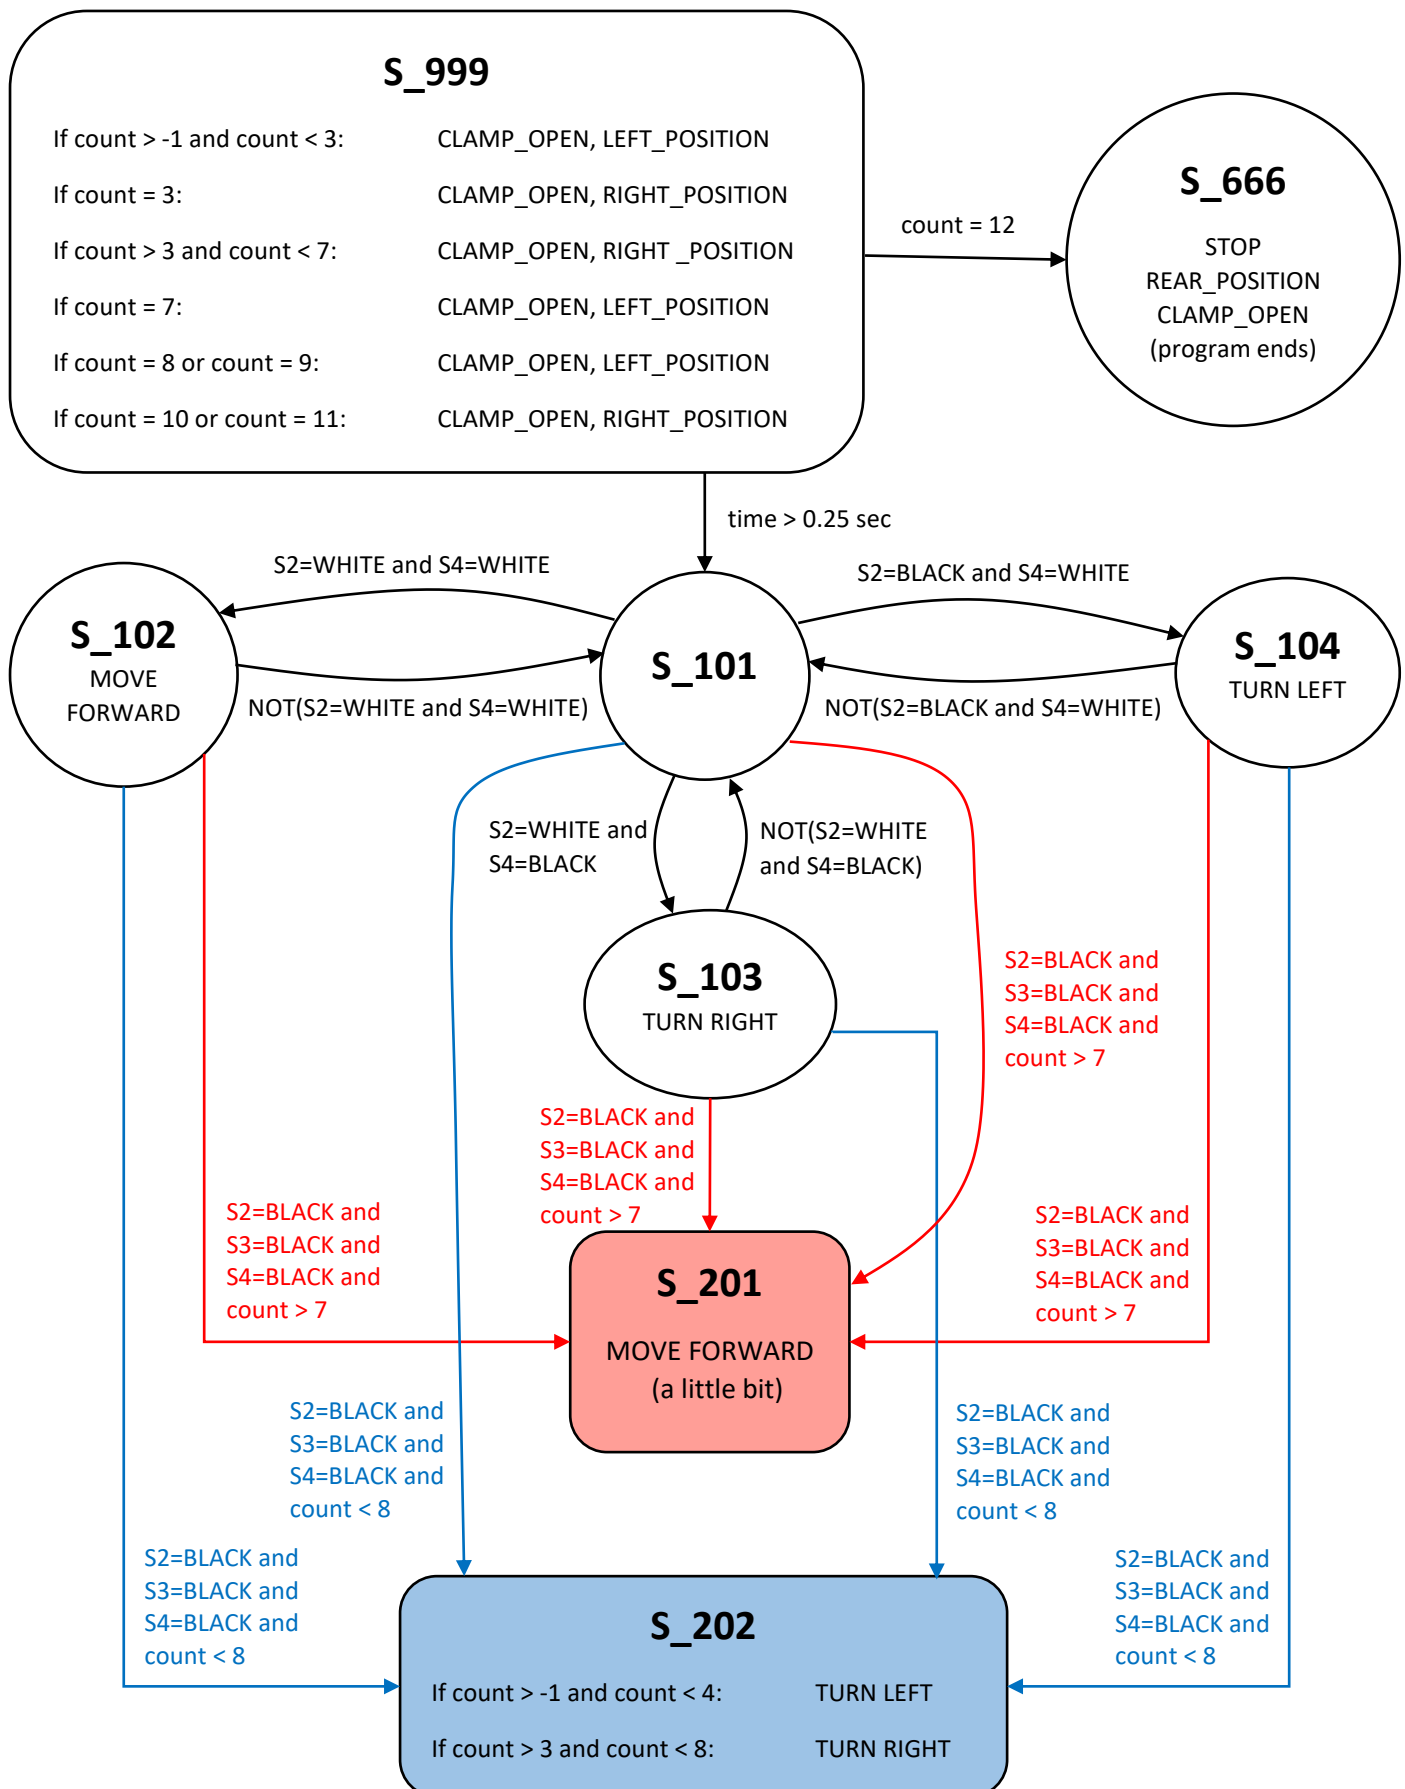 S_999
If count > -1 and count < 3: CLAMP_OPEN, LEFT_POSITION
If count = 3: CLAMP_OPEN, RIGHT_POSITION
If count > 3 and count < 7: CLAMP_OPEN, RIGHT _POSITION
If count = 7: CLAMP_OPEN, LEFT_POSITION
If count = 8 or count = 9: CLAMP_OPEN, LEFT_POSITION
If count = 10 or count = 11: CLAMP_OPEN, RIGHT_POSITION
count = 12
S_666
STOP
REAR_POSITION
CLAMP_OPEN
(program ends)
time > 0.25 sec
S2=WHITE and S4=WHITE
S2=BLACK and S4=WHITE
S_102
MOVE
FORWARD
S_101
S_104
TURN LEFT
NOT(S2=WHITE and S4=WHITE)
NOT(S2=BLACK and S4=WHITE)
S2=WHITE and
S4=BLACK
NOT(S2=WHITE
and S4=BLACK)
S_103
TURN RIGHT
S2=BLACK and
S3=BLACK and
S4=BLACK and
count > 7
S2=BLACK and
S3=BLACK and
S4=BLACK and
count > 7
S2=BLACK and
S3=BLACK and
S4=BLACK and
count > 7
S2=BLACK and
S3=BLACK and
S4=BLACK and
count > 7
S_201
MOVE FORWARD
(a little bit)
S2=BLACK and
S3=BLACK and
S4=BLACK and
count < 8
S2=BLACK and
S3=BLACK and
S4=BLACK and
count < 8
S2=BLACK and
S3=BLACK and
S4=BLACK and
count < 8
S2=BLACK and
S3=BLACK and
S4=BLACK and
count < 8
S_202
If count > -1 and count < 4: TURN LEFT
If count > 3 and count < 8: TURN RIGHT